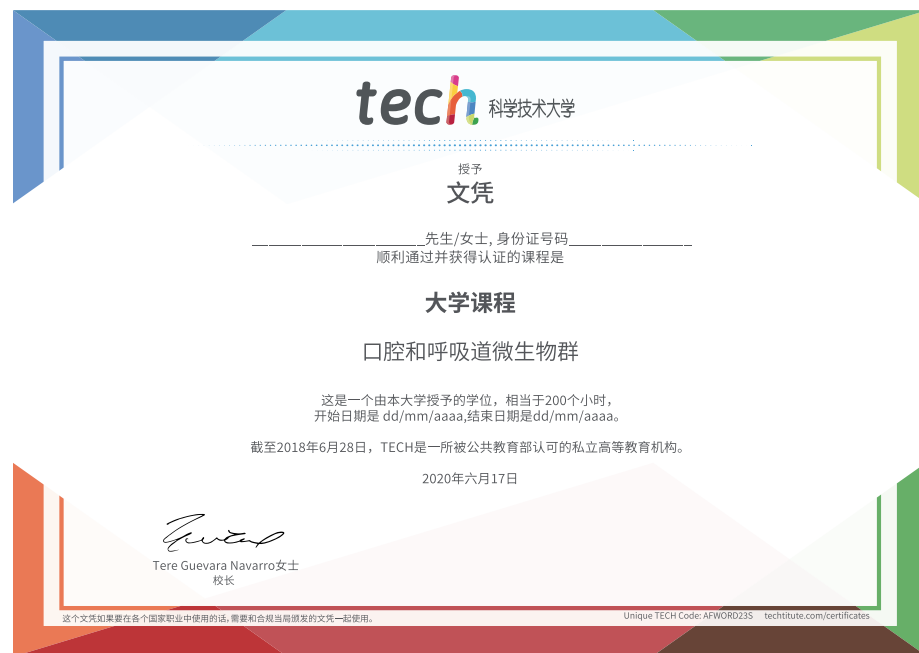 tech 科学技术大学
授予
文凭
先生/女士, 身份证号码
顺利通过并获得认证的课程是
大学课程
口腔和呼吸道微生物群
这是一个由本大学授予的学位，相当于200个小时，
开始日期是 dd/mm/aaaa,结束日期是dd/mm/aaaa。
截至2018年6月28日，TECH是一所被公共教育部认可的私立高等教育机构。
2020年六月17日
Tere Guevara Navarro女士
校长
这个文凭如果要在各个国家职业中使用的话,需要和合规当局颁发的文凭一起使用。
Unique TECH Code: AFWORD23S techtitute.com/certificates